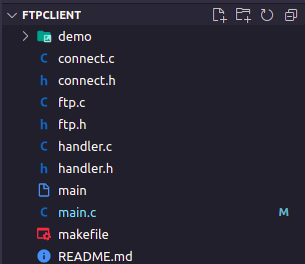 FTPCLIENT
demo
C connect.c
h connect.h
C ftp.c
h ftp.h
C handler.c
h handler.h
main
C main.c M
makefile
README.md